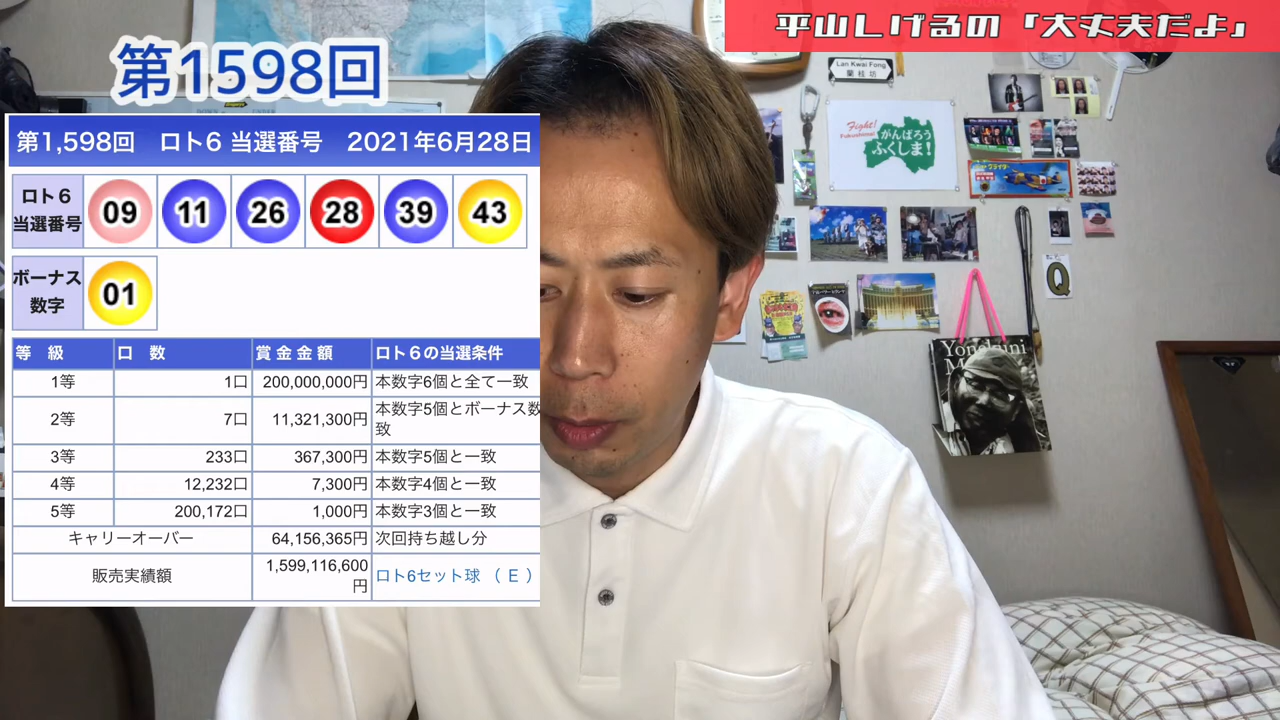 平山しげるの「大丈夫だよ」
第1598回
第1,598回 ロト6 当選番号 2021年6月28日
ロト6 当選番号 09 11 26 28 39 43
ボーナス数字 01
等 級 口 数 賞金金額 ロト6の当選条件
1等 1口 200,000,000円 本数字6個と全て一致
2等 7口 11,321,300円 本数字5個とボーナス数
致
3等 233口 367,300円 本数字5個と一致
4等 12,232口 7,300円 本数字4個と一致
5等 200,172口 1,000円 本数字3個と一致
キャリーオーバー 64,156,365円 次回持ち越し分
販売実績額 1,599,116,600円 ロト6セット球 （ E ）
Lan Kwai Fong
蘭桂坊
Fight!
Fukushima!
がんばろう
ふくしま!
Q